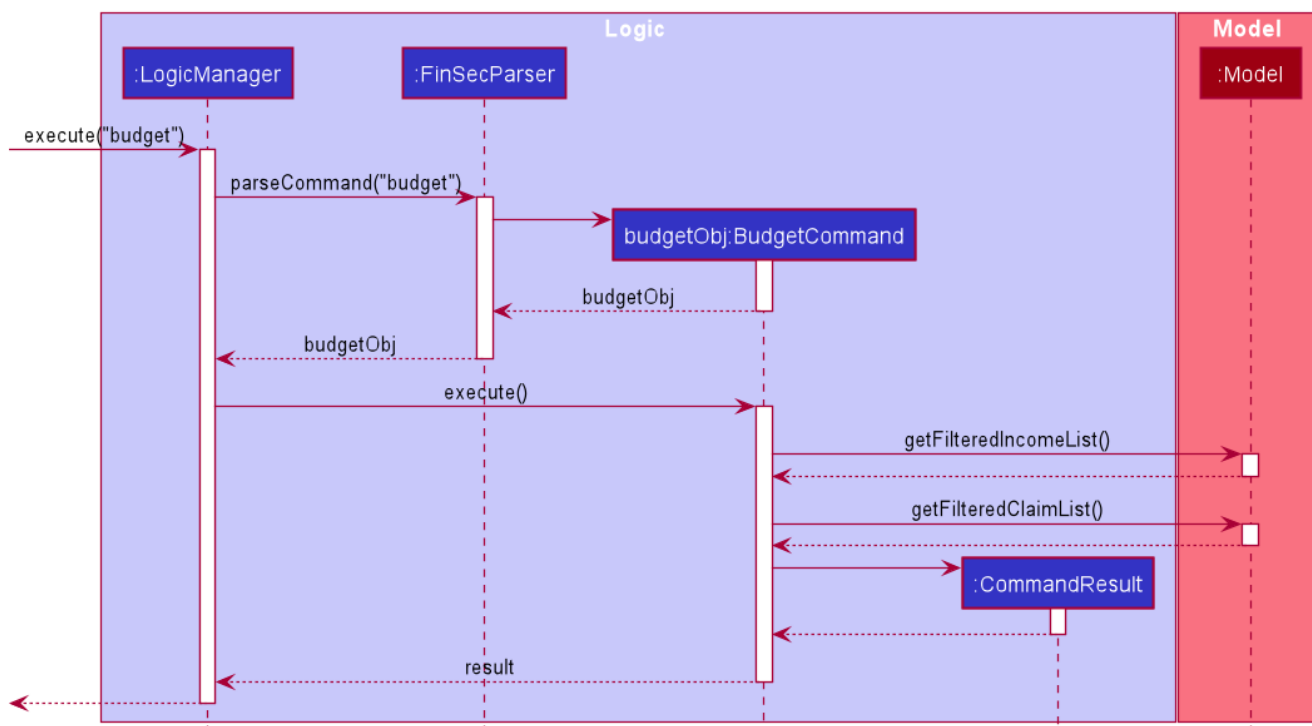 Logic
Model
:LogicManager
:FinSecParser
:Model
execute("budget")
parseCommand("budget")
budgetObj:BudgetCommand
budgetObj
budgetObj
execute()
getFilteredIncomeList()
getFilteredClaimList()
:CommandResult
result